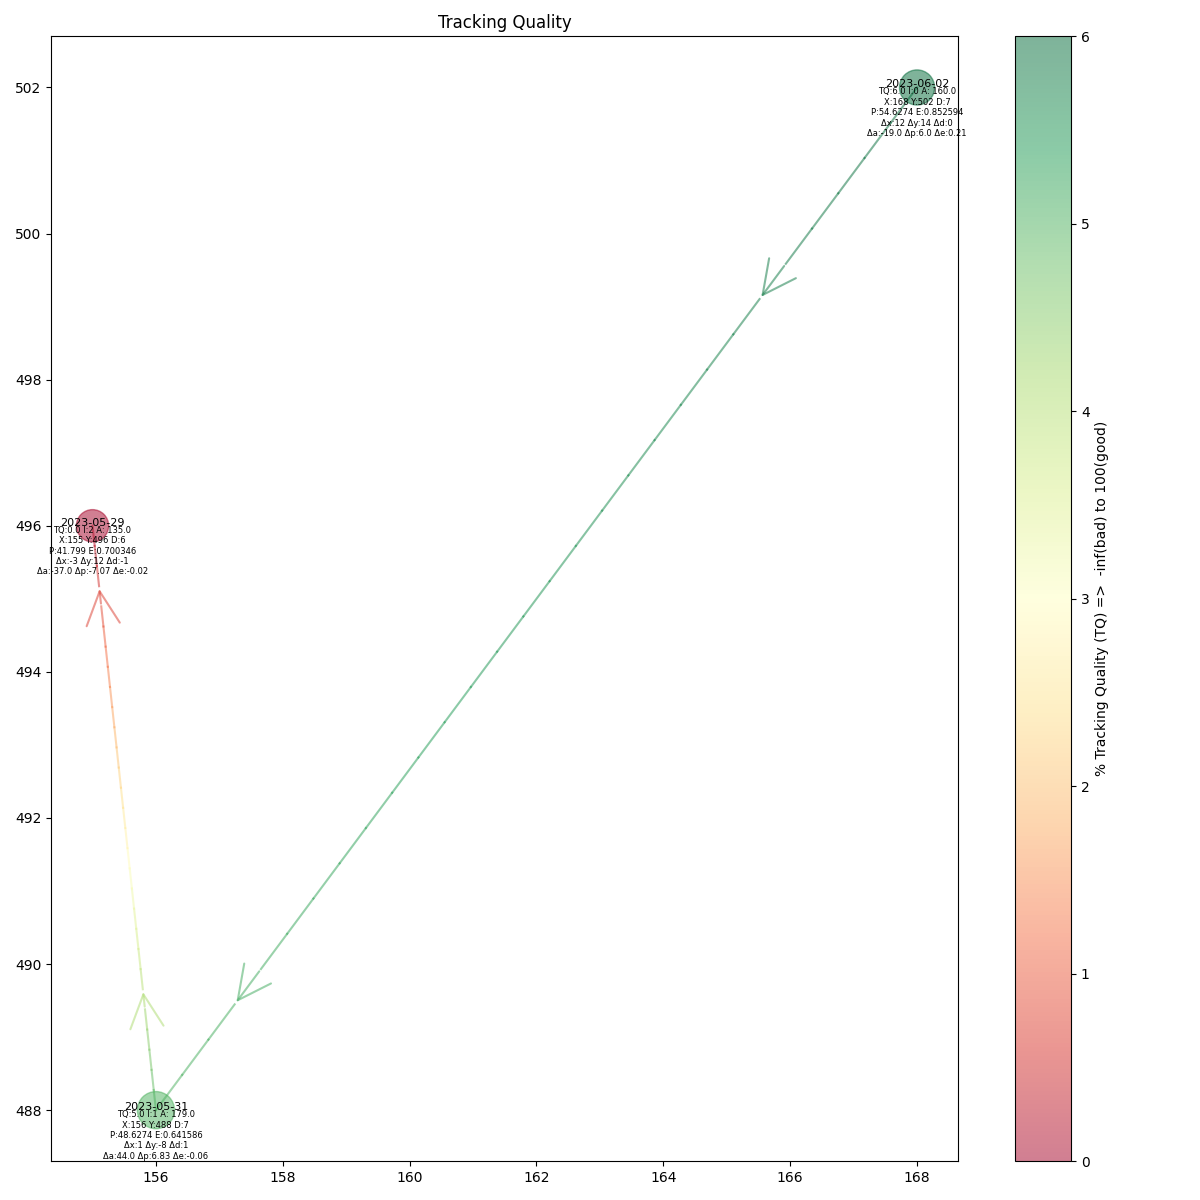 Tracking Quality
502
500
498
496
494
492
490
488
156
158
160
162
164
166
168
2023-06-02
TQ:6.0 I:0 A: 160.0
X:168 Y:502 D:7
P:54.6274 E:0.852594
Δx:12 Δy:14 Δd:0
Δa:-19.0 Δp:6.0 Δe:0.21
2023-05-29
TQ:0.0 I:2 A: 135.0
X:155 Y:496 D:6
P:41.799 E:0.700346
Δx:-3 Δy:12 Δd:-1
Δa:-37.0 Δp:-7.07 Δe:-0.02
2023-05-31
TQ:5.0 I:1 A: 179.0
X:156 Y:488 D:7
P:48.6274 E:0.641586
Δx:1 Δy:-8 Δd:1
Δa:44.0 Δp:6.83 Δe:-0.06
6
5
4
3
2
1
0
% Tracking Quality (TQ) => -inf(bad) to 100(good)